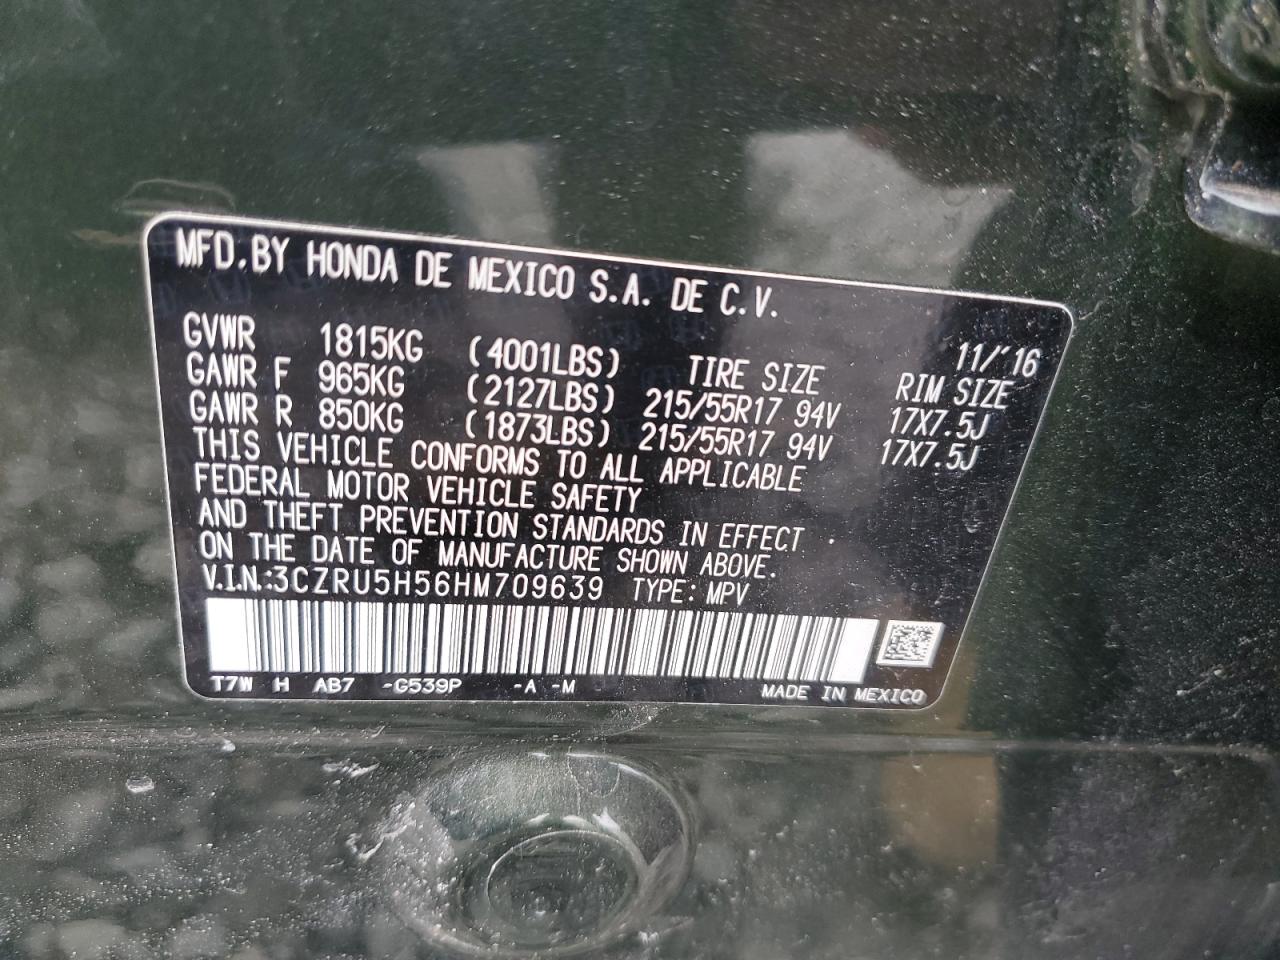 MFD.BY HONDA DE MEXICO S.A. DE C.V.
11/'16
GVWR 1815KG (4001LBS) TIRE SIZE RIM SIZE
GAWR F 965KG (2127LBS) 215/55R17 94V 17X7.5J
GAWR R 850KG (1873LBS) 215/55R17 94V 17X7.5J
THIS VEHICLE CONFORMS TO ALL APPLICABLE
FEDERAL MOTOR VEHICLE SAFETY
AND THEFT PREVENTION STANDARDS IN EFFECT
ON THE DATE OF MANUFACTURE SHOWN ABOVE.
V.I.N.:3CZRU5H56HM709639 TYPE: MPV
T7W H AB7 -G539P -A -M MADE IN MEXICO